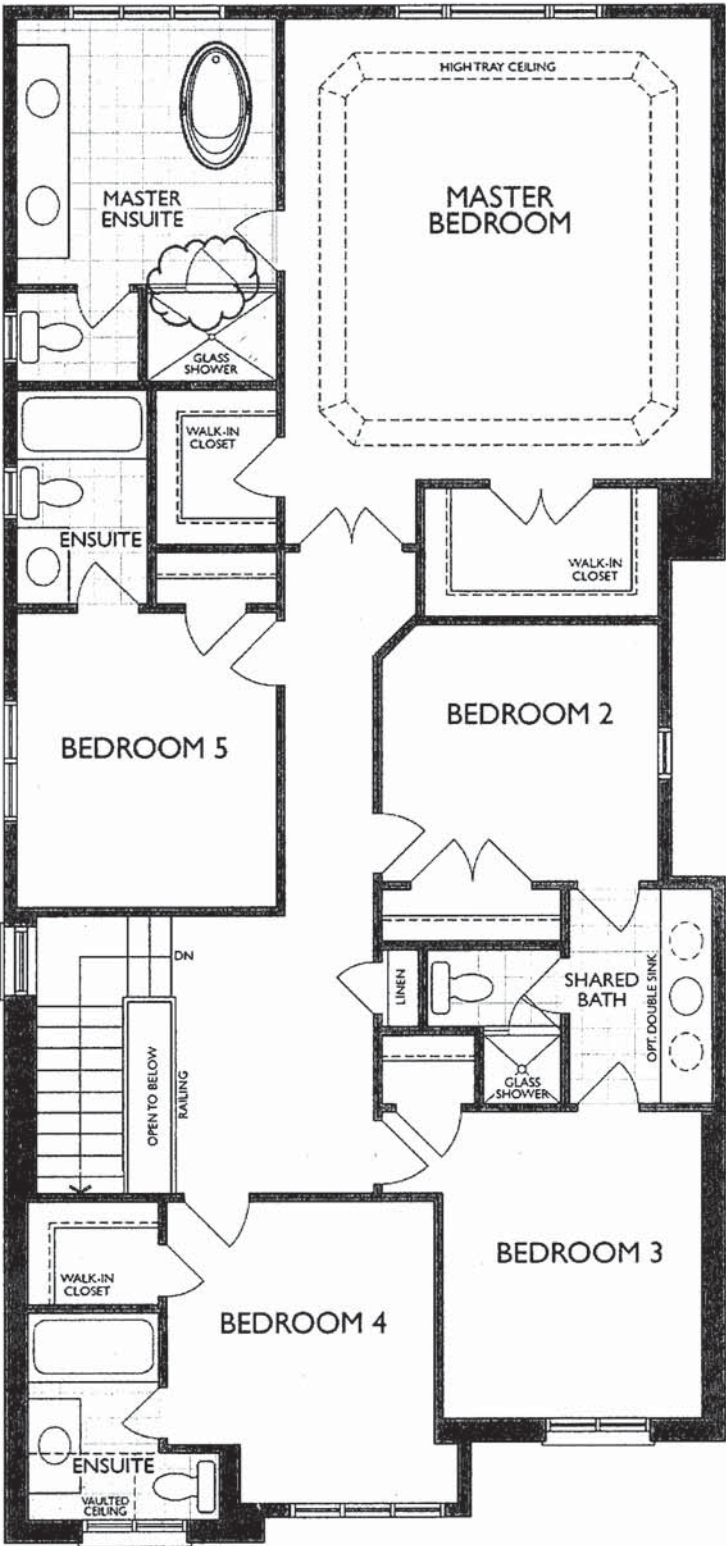 HIGH TRAY CEILING
MASTER
ENSUITE
MASTER
BEDROOM
GLASS
SHOWER
WALK-IN
CLOSET
ENSUITE
WALK-IN
CLOSET
BEDROOM 5
BEDROOM 2
DN
LINEN
SHARED
BATH
OPT. DOUBLE SINK
OPEN TO BELOW
RAILING
GLASS
SHOWER
WALK-IN
CLOSET
BEDROOM 3
BEDROOM 4
ENSUITE
VAULTED
CEILING